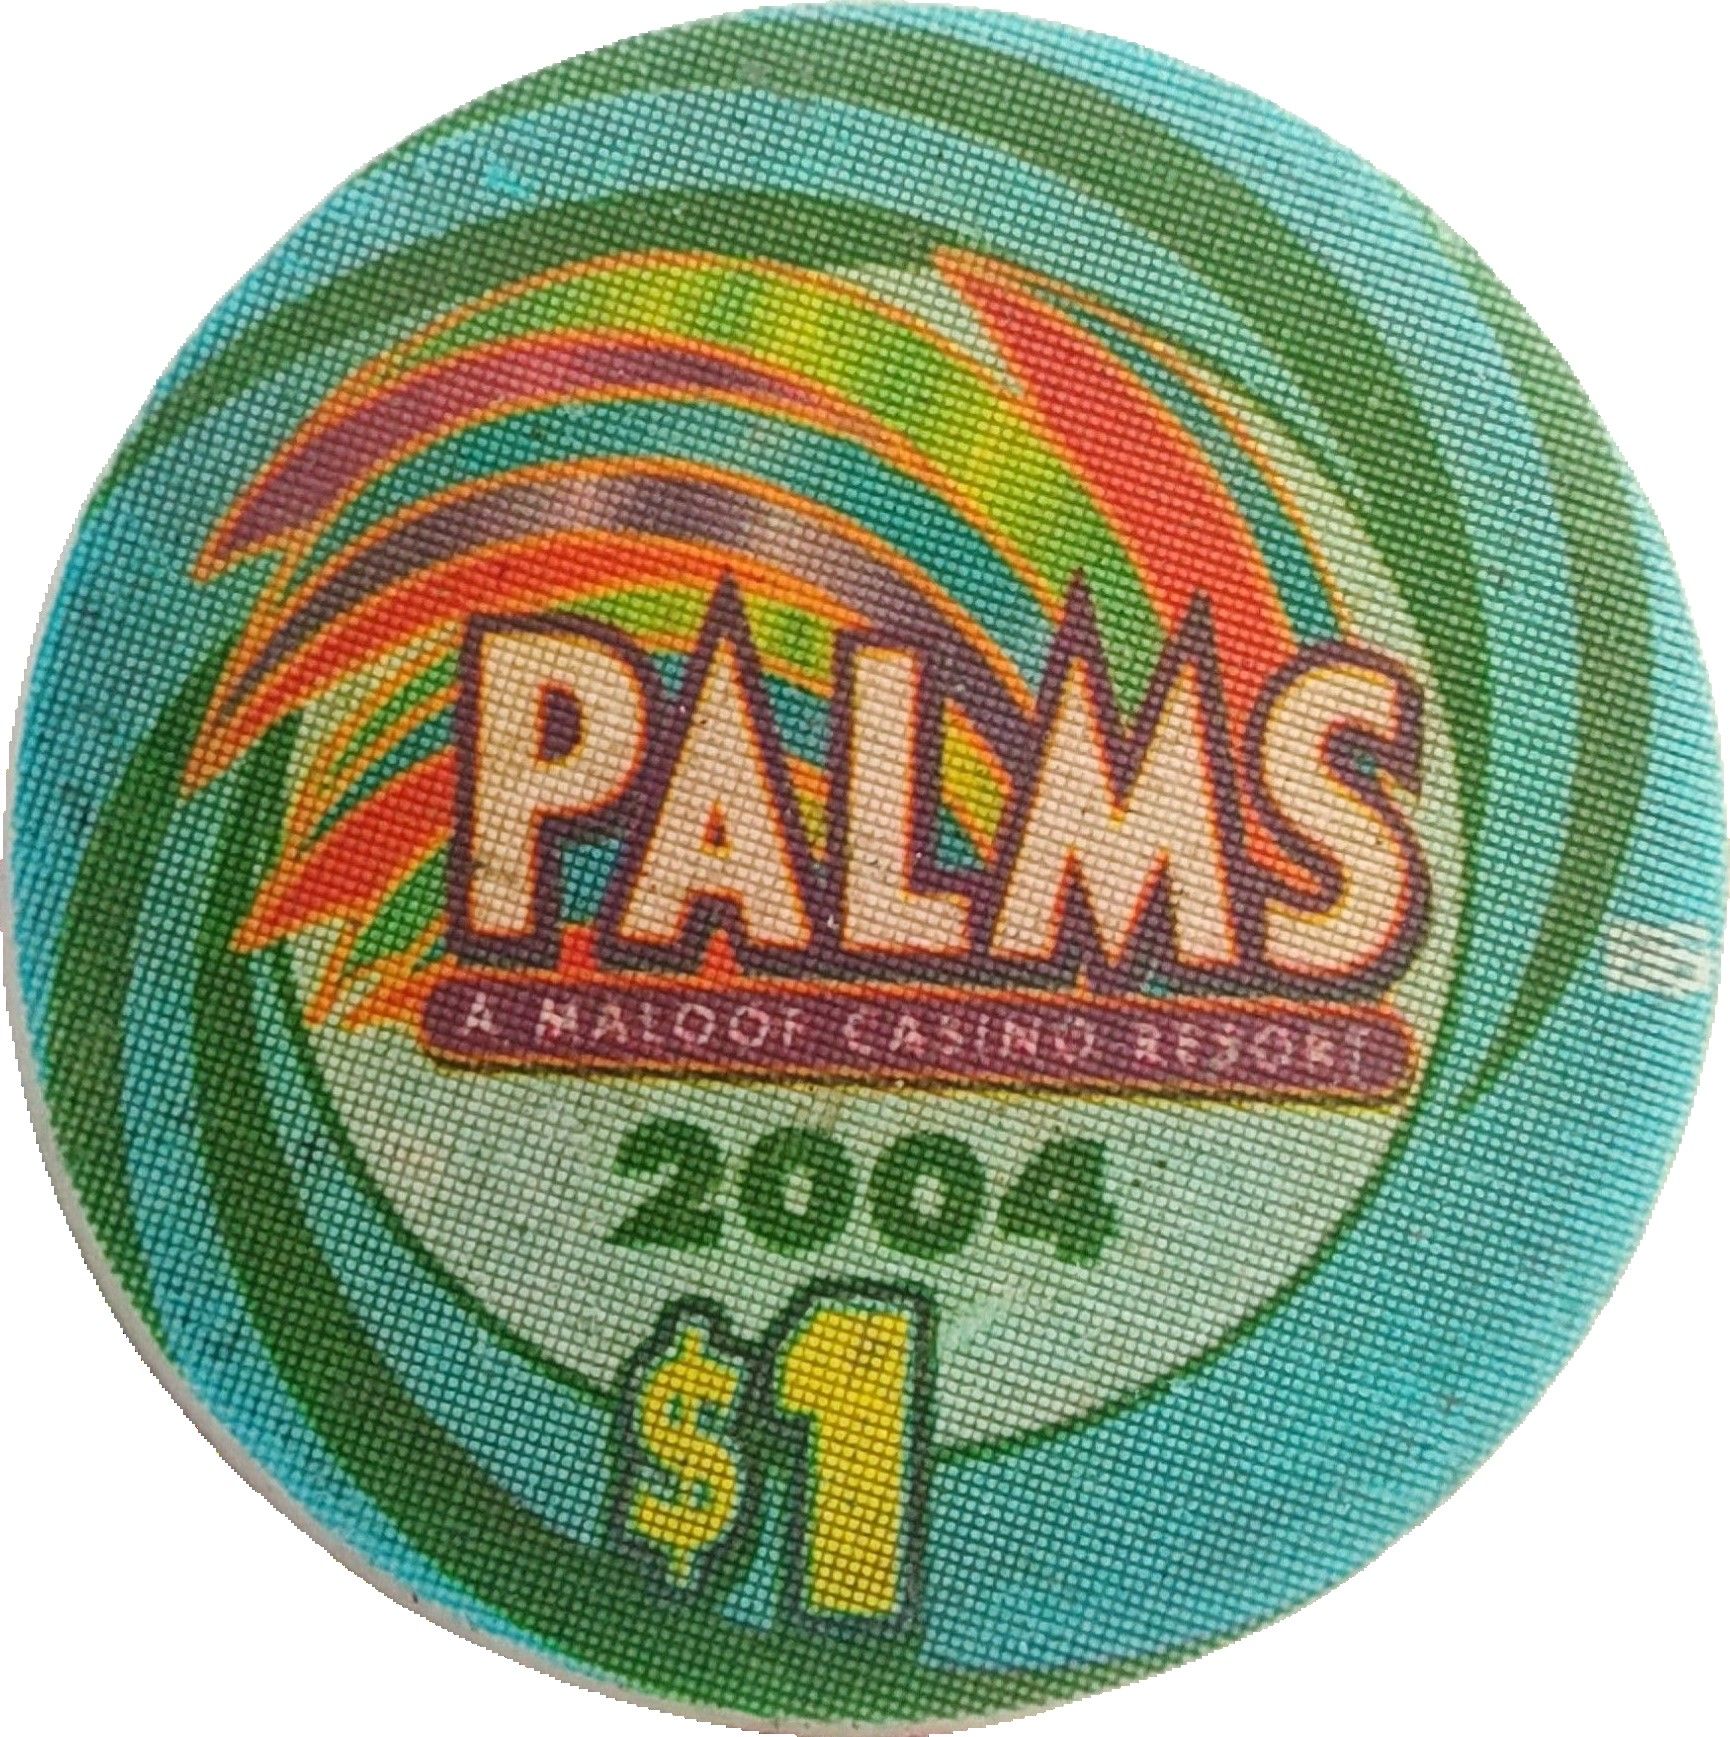 PALMS
A MALOOF CASINO RESORT
2004
$1